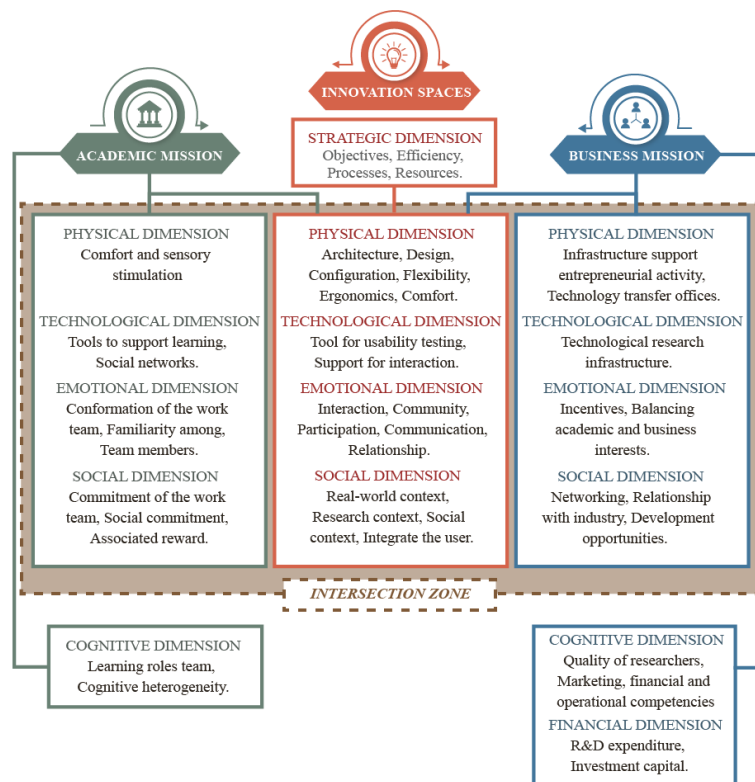 INNOVATION SPACES
ACADEMIC MISSION
BUSINESS MISSION
STRATEGIC DIMENSION
Objectives, Efficiency,
Processes, Resources.
PHYSICAL DIMENSION
Comfort and sensory
stimulation
TECHNOLOGICAL DIMENSION
Tools to support learning,
Social networks.
EMOTIONAL DIMENSION
Conformation of the work
team, Familiarity among,
Team members.
SOCIAL DIMENSION
Commitment of the work
team, Social commitment,
Associated reward.
PHYSICAL DIMENSION
Architecture, Design,
Configuration, Flexibility,
Ergonomics, Comfort.
TECHNOLOGICAL DIMENSION
Tool for usability testing,
Support for interaction.
EMOTIONAL DIMENSION
Interaction, Community,
Participation, Communication,
Relationship.
SOCIAL DIMENSION
Real-world context,
Research context, Social
context, Integrate the user.
PHYSICAL DIMENSION
Infrastructure support
entrepreneurial activity,
Technology transfer offices.
TECHNOLOGICAL DIMENSION
Technological research
infrastructure.
EMOTIONAL DIMENSION
Incentives, Balancing
academic and business
interests.
SOCIAL DIMENSION
Networking, Relationship
with industry, Development
opportunities.
INTERSECTION ZONE
COGNITIVE DIMENSION
Learning roles team,
Cognitive heterogeneity.
COGNITIVE DIMENSION
Quality of researchers,
Marketing, financial and
operational competencies
FINANCIAL DIMENSION
R&D expenditure,
Investment capital.